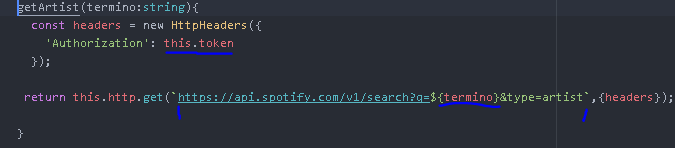 getArtist(termino:string){
const headers = new HttpHeaders({
'Authorization': this.token
});
return this.http.get(`https://api.spotify.com/v1/search?q=${termino}&type=artist`,{headers});
}